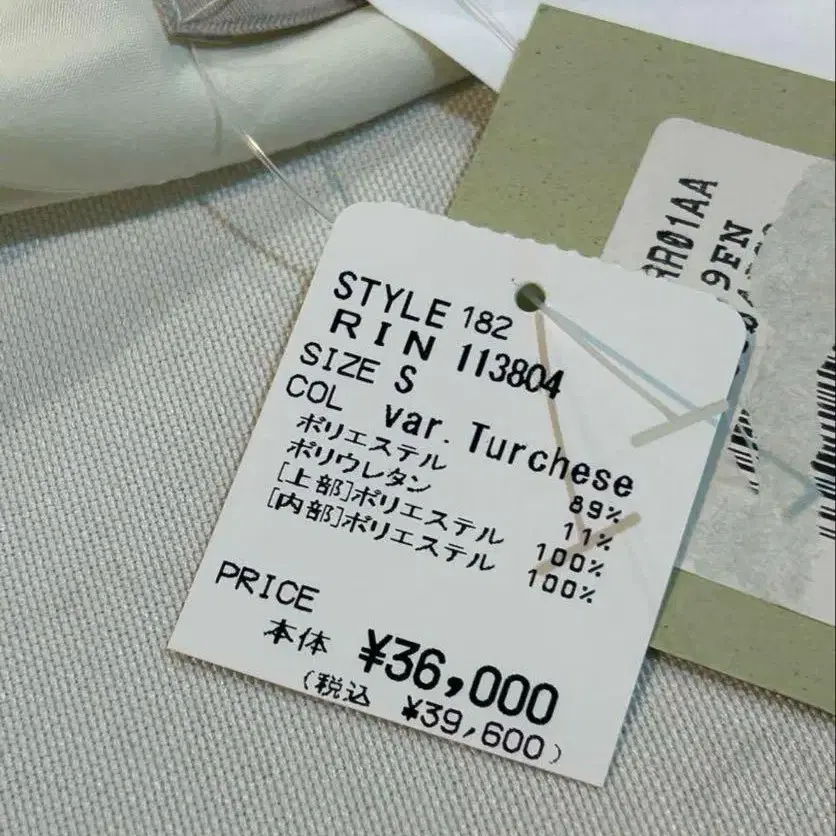 STYLE 182
RIN 113804
SIZE S
COL var. Turchese
ポリエステル 89%
ポリウレタン 11%
[上部]ポリエステル 100%
[内部]ポリエステル 100%
PRICE
本体 ¥36,000
(税込 ¥39,600)